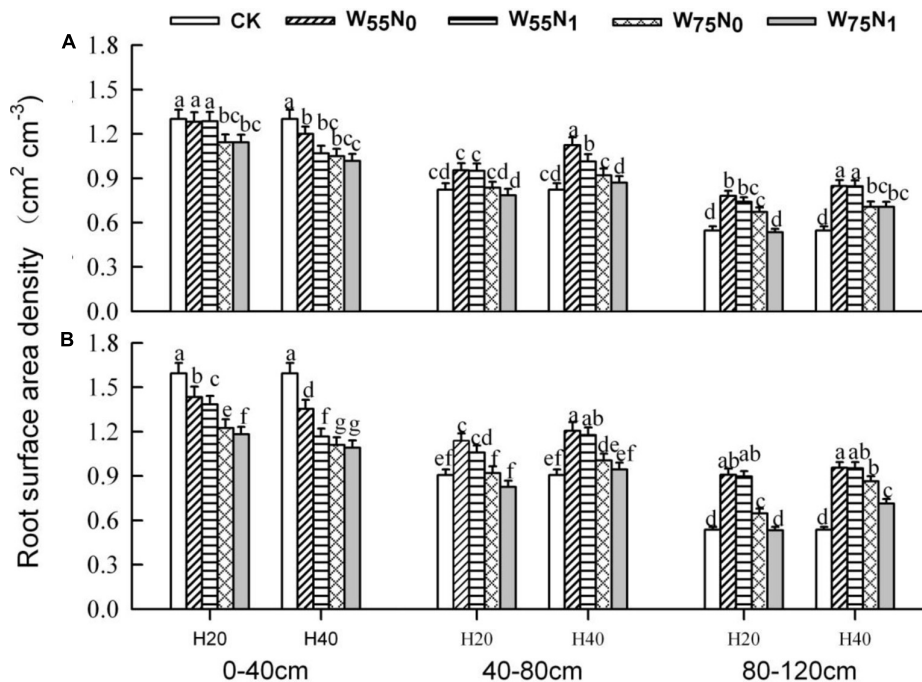 CK W55N0 W55N1 W75N0 W75N1
Root surface area density (cm2 cm-3)
A
1.8
1.5
1.2
0.9
0.6
0.3
0.0
a a a bc bc a b bc bc c
cd c c cd d cd a b c d
d b bc c d d a a bc bc
B
1.8
1.5
1.2
0.9
0.6
0.3
0.0
a b c e f a d f g g
ef c cd f f ef a ab de ef
d ab ab c d d a ab b c
H20 H40 H20 H40 H20 H40
0-40cm 40-80cm 80-120cm